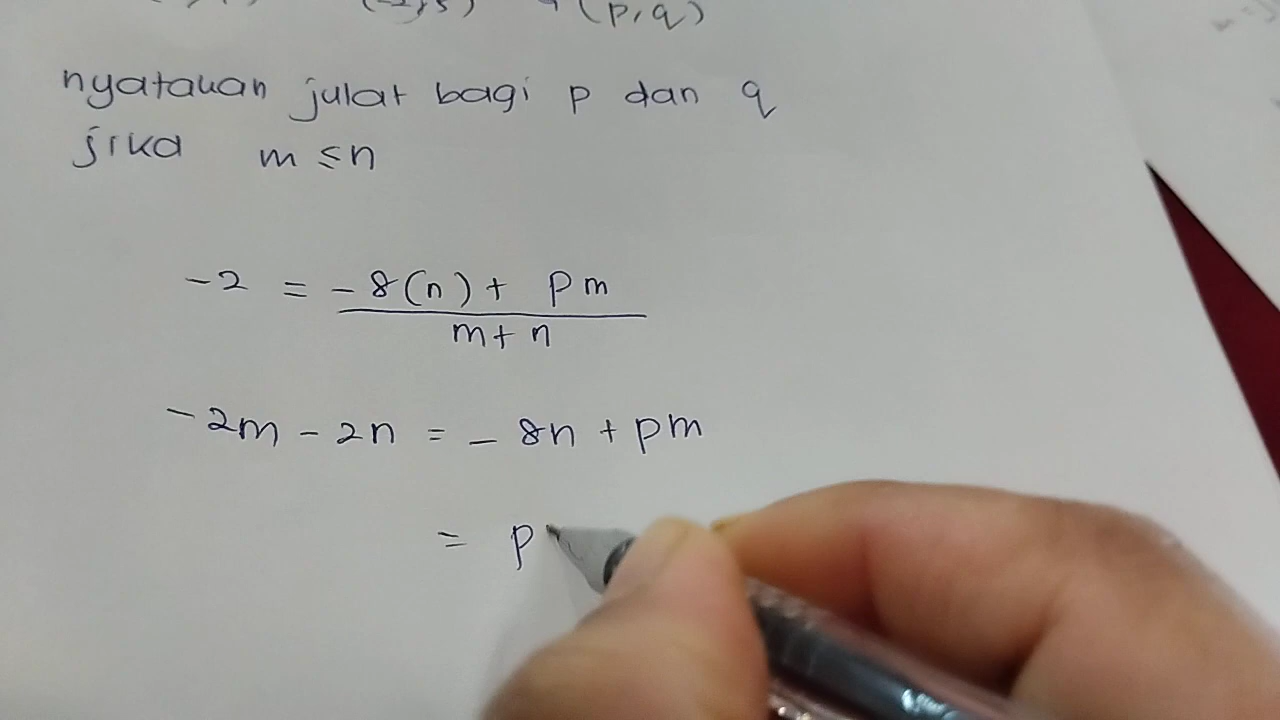 (p, q)
nyatakan julat bagi p dan q
jika m ≤ n
-2 = -8(n) + pm
m + n
-2m - 2n = -8n + pm
= p